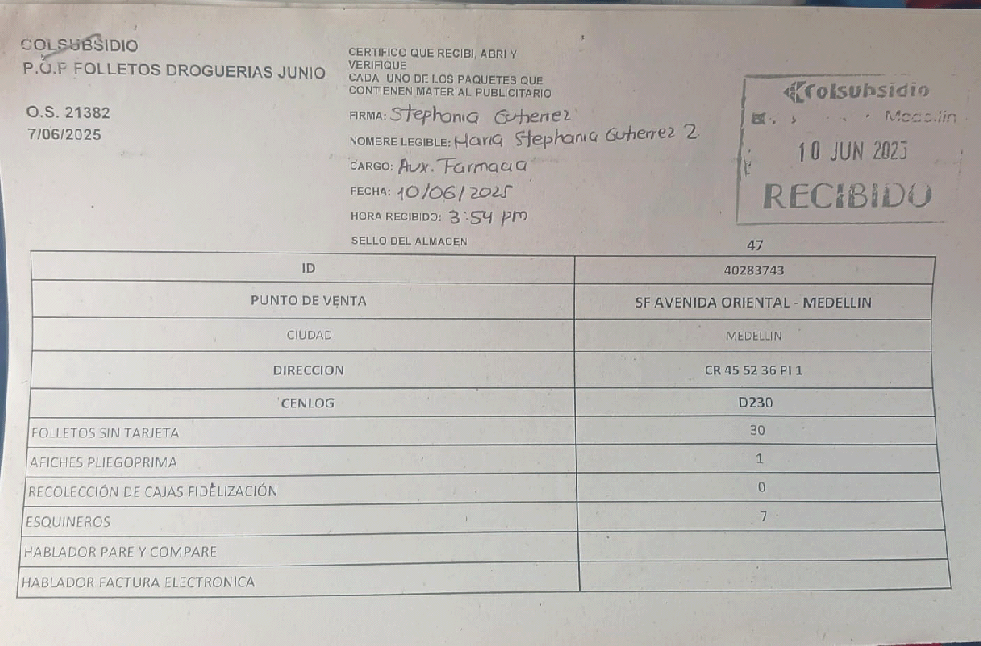 COLSUBSIDIO
P.O.P FOLLETOS DROGUERIAS JUNIO
O.S. 21382
7/06/2025
CERTIFICO QUE RECIBI, ABRI Y
VERIFIQUE
CADA UNO DE LOS PAQUETES QUE
CONTENEN MATERIAL PUBLICITARIO
FIRMA: Stephania Gutierrez
NOMBRE LEGIBLE: Maria Stephania Gutierrez Z
CARGO: Aux. Farmacia
FECHA: 10/06/2025
HORA RECIBIDO: 3:54 pm
SELLO DEL ALMACEN
Colsubsidio
Medellin
10 JUN 2025
RECIBIDO
47
ID 40283743
PUNTO DE VENTA SF AVENIDA ORIENTAL - MEDELLIN
CIUDAD MEDELLIN
DIRECCION CR 45 52 36 PI 1
CENLOG D230
FOLLETOS SIN TARJETA 30
AFICHES PLIEGOPRIMA 1
RECOLECCIÓN DE CAJAS FIDELIZACIÓN 0
ESQUINEROS 7
HABLADOR PARE Y COMPARE
HABLADOR FACTURA ELECTRONICA